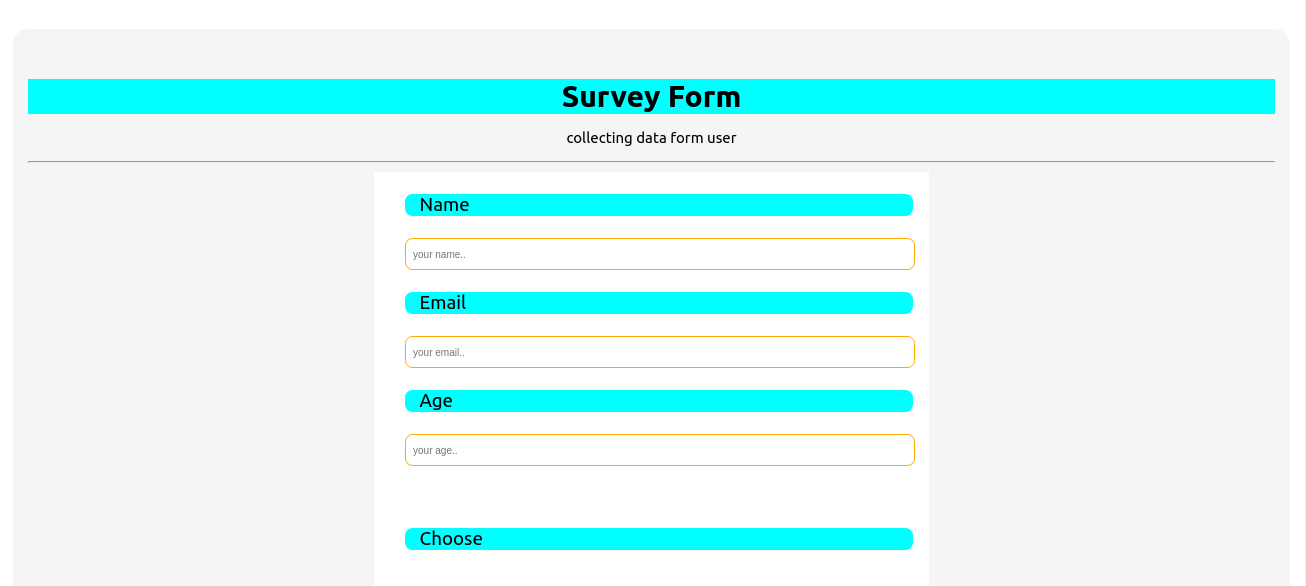 Survey Form
collecting data form user
Name
your name..
Email
your email..
Age
your age..
Choose